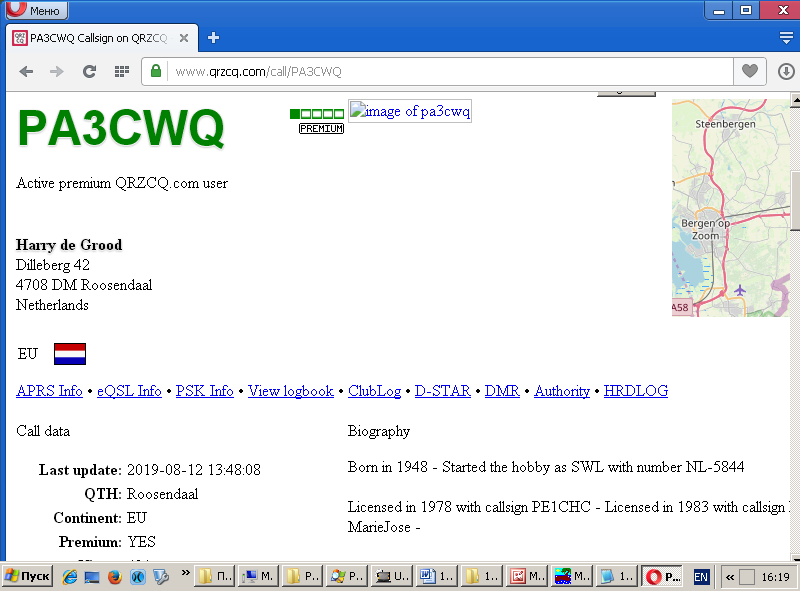 Меню
PA3CWQ Callsign on QRZCQ
www.qrzcq.com/call/PA3CWQ
PA3CWQ
PREMIUM
image of pa3cwq
Steenbergen
Bergen op
Zoom
A58
Active premium QRZCQ.com user
Harry de Grood
Dilleberg 42
4708 DM Roosendaal
Netherlands
EU
APRS Info • eQSL Info • PSK Info • View logbook • ClubLog • D-STAR • DMR • Authority • HRDLOG
Call data
Biography
Last update: 2019-08-12 13:48:08
QTH: Roosendaal
Continent: EU
Premium: YES
Born in 1948 - Started the hobby as SWL with number NL-5844
Licensed in 1978 with callsign PE1CHC - Licensed in 1983 with callsign
MarieJose -
Пуск
»
П..
М..
Р..
Р..
U..
1..
1..
М..
М..
1..
P...
EN
«
16:19